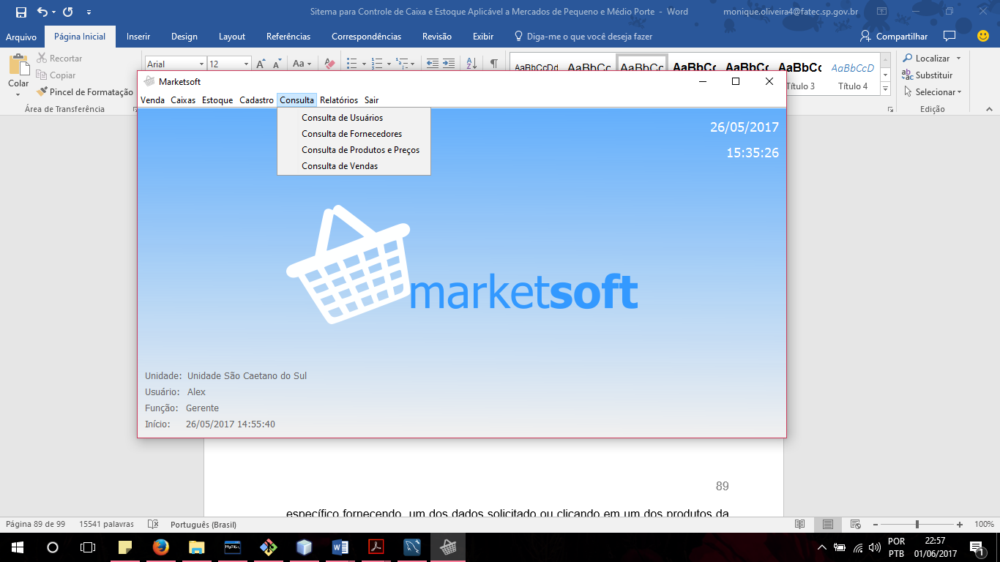 Sitema para Controle de Caixa e Estoque Aplicável a Mercados de Pequeno e Médio Porte - Word
monique.oliveira4@fatec.sp.gov.br
Arquivo Página Inicial Inserir Design Layout Referências Correspondências Revisão Exibir Diga-me o que você deseja fazer Compartilhar
Colar
Recortar
Copiar
Pincel de Formatação
Área de Transferência
Arial 12
Aa
AaBbCcDd AaBbCc AaBbCc AaBbCc AaBbCc AaBbCc AaBbCcD
Título 3 Título 4
Localizar
Substituir
Selecionar
Edição
Marketsoft
Venda Caixas Estoque Cadastro Consulta Relatórios Sair
Consulta de Usuários
Consulta de Fornecedores
Consulta de Produtos e Preços
Consulta de Vendas
26/05/2017
15:35:26
marketsoft
Unidade: Unidade São Caetano do Sul
Usuário: Alex
Função: Gerente
Início: 26/05/2017 14:55:40
89
específico fornecendo um dos dados solicitado ou clicando em um dos produtos da
Página 89 de 99 15541 palavras Português (Brasil) 100%
POR
PTB
22:57
01/06/2017
1